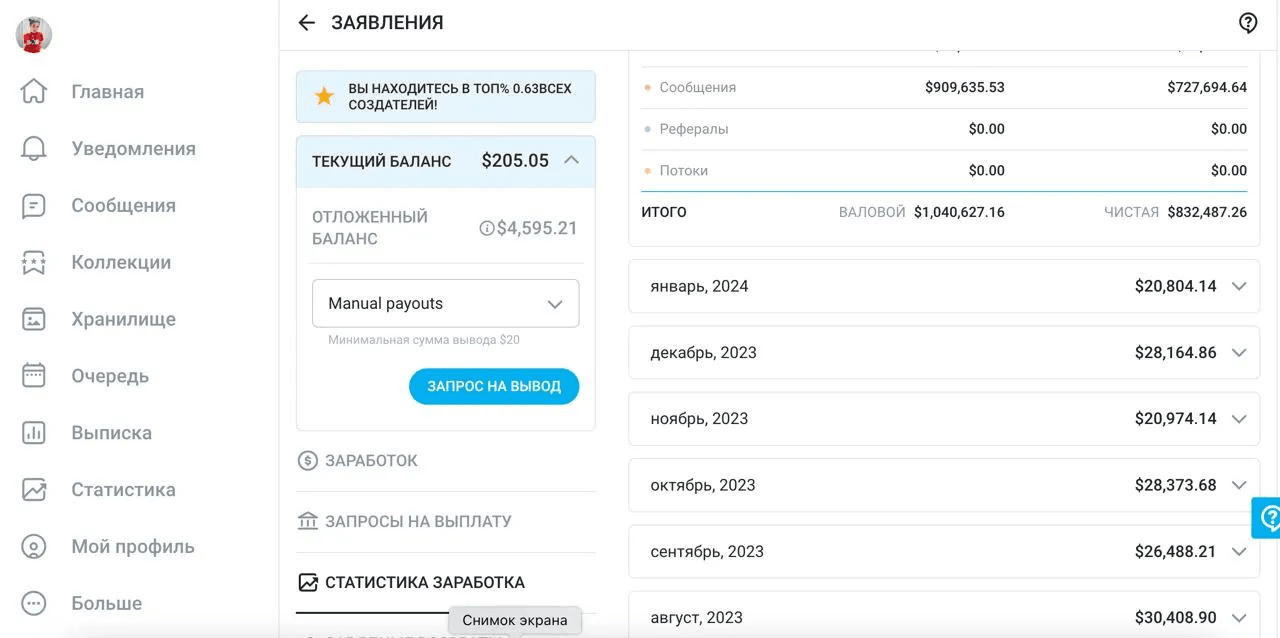 ЗАЯВЛЕНИЯ
Главная
Уведомления
Сообщения
Коллекции
Хранилище
Очередь
Выписка
Статистика
Мой профиль
Больше
ВЫ НАХОДИТЕСЬ В ТОП% 0.63ВСЕХ
СОЗДАТЕЛЕЙ!
ТЕКУЩИЙ БАЛАНС $205.05
ОТЛОЖЕННЫЙ
БАЛАНС
$4,595.21
Manual payouts
Минимальная сумма вывода $20
ЗАПРОС НА ВЫВОД
ЗАРАБОТОК
ЗАПРОСЫ НА ВЫПЛАТУ
СТАТИСТИКА ЗАРАБОТКА
Снимок экрана
Сообщения $909,635.53 $727,694.64
Рефералы $0.00 $0.00
Потоки $0.00 $0.00
ИТОГО ВАЛОВОЙ $1,040,627.16 ЧИСТАЯ $832,487.26
январь, 2024 $20,804.14
декабрь, 2023 $28,164.86
ноябрь, 2023 $20,974.14
октябрь, 2023 $28,373.68
сентябрь, 2023 $26,488.21
август, 2023 $30,408.90